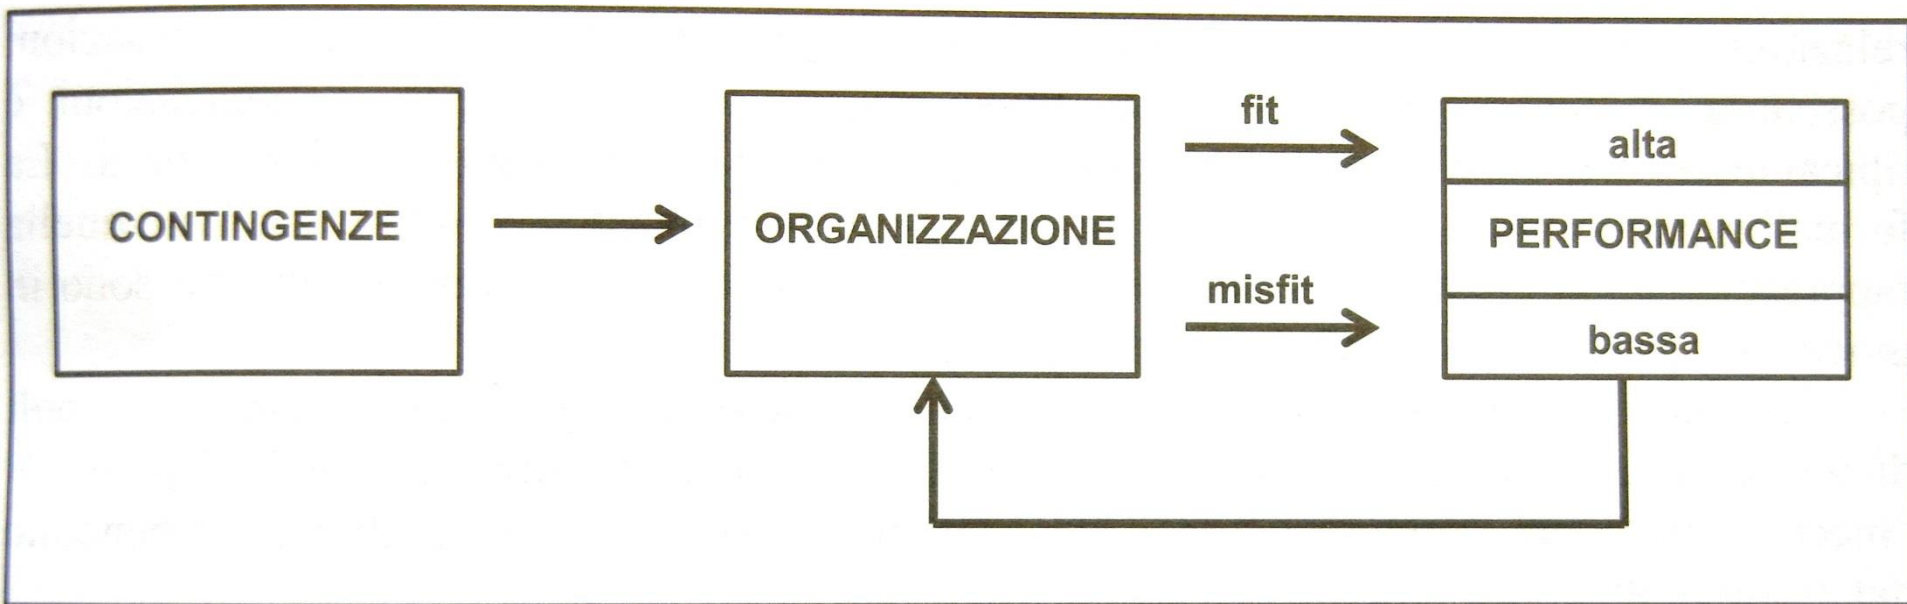 CONTINGENZE
ORGANIZZAZIONE
fit
misfit
alta
PERFORMANCE
bassa